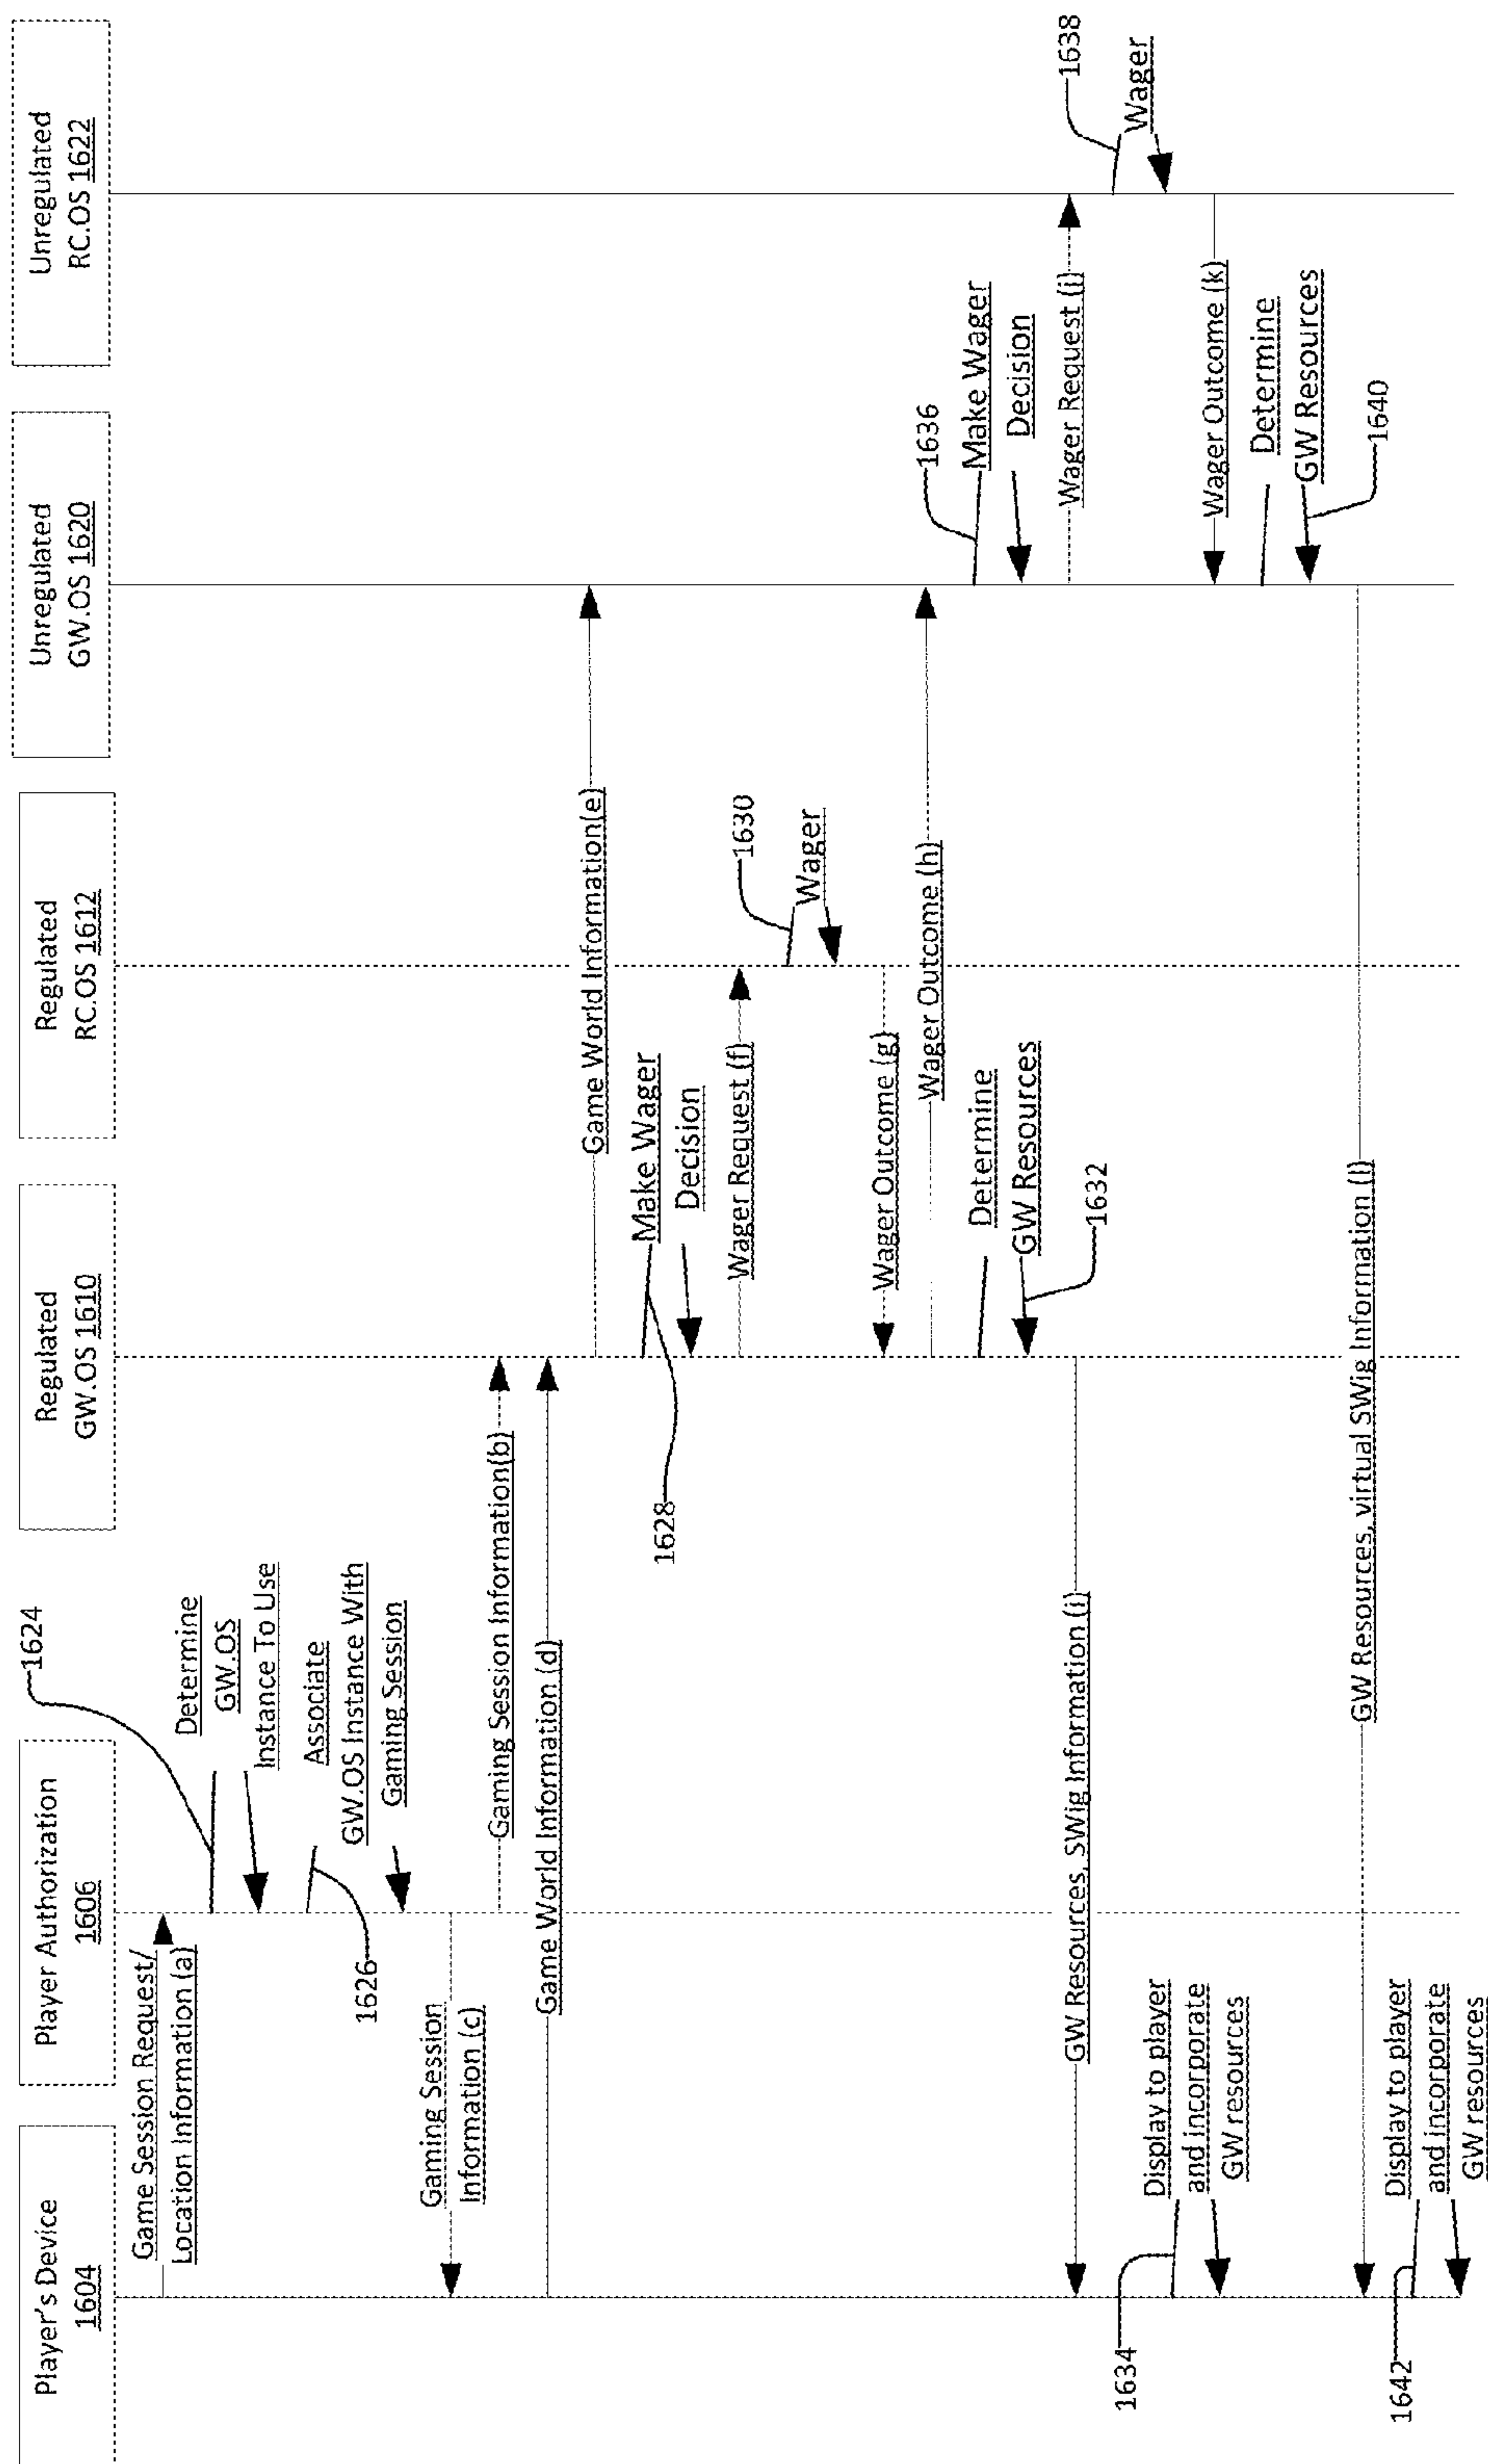 Player's Device
1604
Player Authorization
1606
Regulated
GW.OS 1610
Regulated
RC.OS 1612
Unregulated
GW.OS 1620
Unregulated
RC.OS 1622
Game Session Request/
Location Information (a)
1624
Determine
GW.OS
Instance To Use
1626
Associate
GW.OS Instance With
Gaming Session
Gaming Session
Information (c)
Gaming Session Information(b)
Game World Information (d)
Game World Information(e)
1628
Make Wager
Decision
Wager Request (f)
1630
Wager
Wager Outcome (g)
Wager Outcome (h)
Determine
GW Resources
1632
1636
Make Wager
Decision
Wager Request (j)
GW Resources, SWig Information (i)
1638
Wager
1634
Display to player
and incorporate
GW resources
Wager Outcome (k)
Determine
GW Resources
1640
GW Resources, virtual SWig Information (l)
1642
Display to player
and incorporate
GW resources